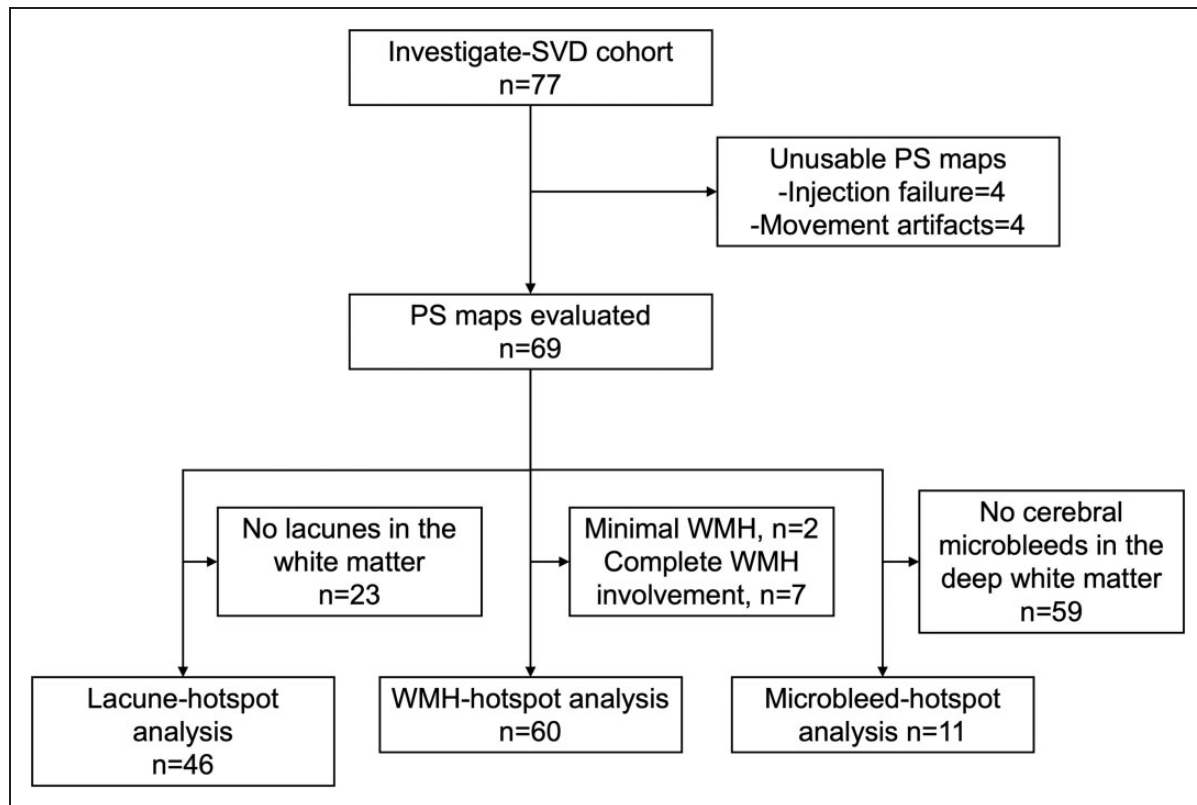 Investigate-SVD cohort
n=77
Unusable PS maps
-Injection failure=4
-Movement artifacts=4
PS maps evaluated
n=69
No lacunes in the
white matter
n=23
Minimal WMH, n=2
Complete WMH
involvement, n=7
No cerebral
microbleeds in the
deep white matter
n=59
Lacune-hotspot
analysis
n=46
WMH-hotspot analysis
n=60
Microbleed-hotspot
analysis n=11